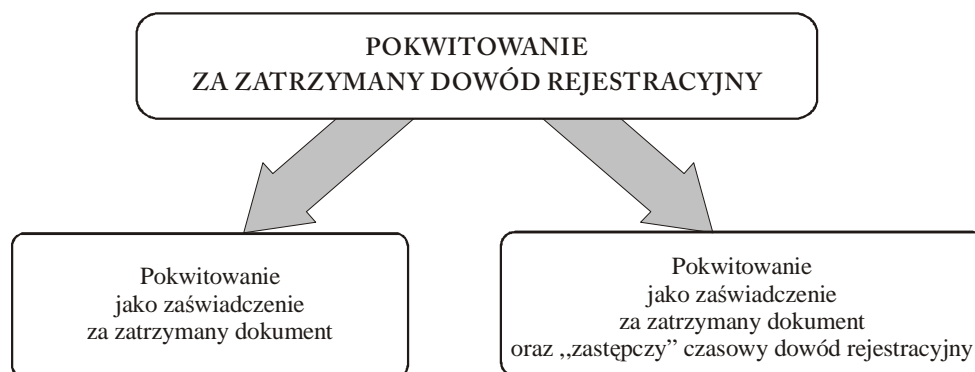 POKWITOWANIE
ZA ZATRZYMANY DOWÓD REJESTRACYJNY
Pokwitowanie
jako zaświadczenie
za zatrzymany dokument
Pokwitowanie
jako zaświadczenie
za zatrzymany dokument
oraz ,,zastępczy” czasowy dowód rejestracyjny